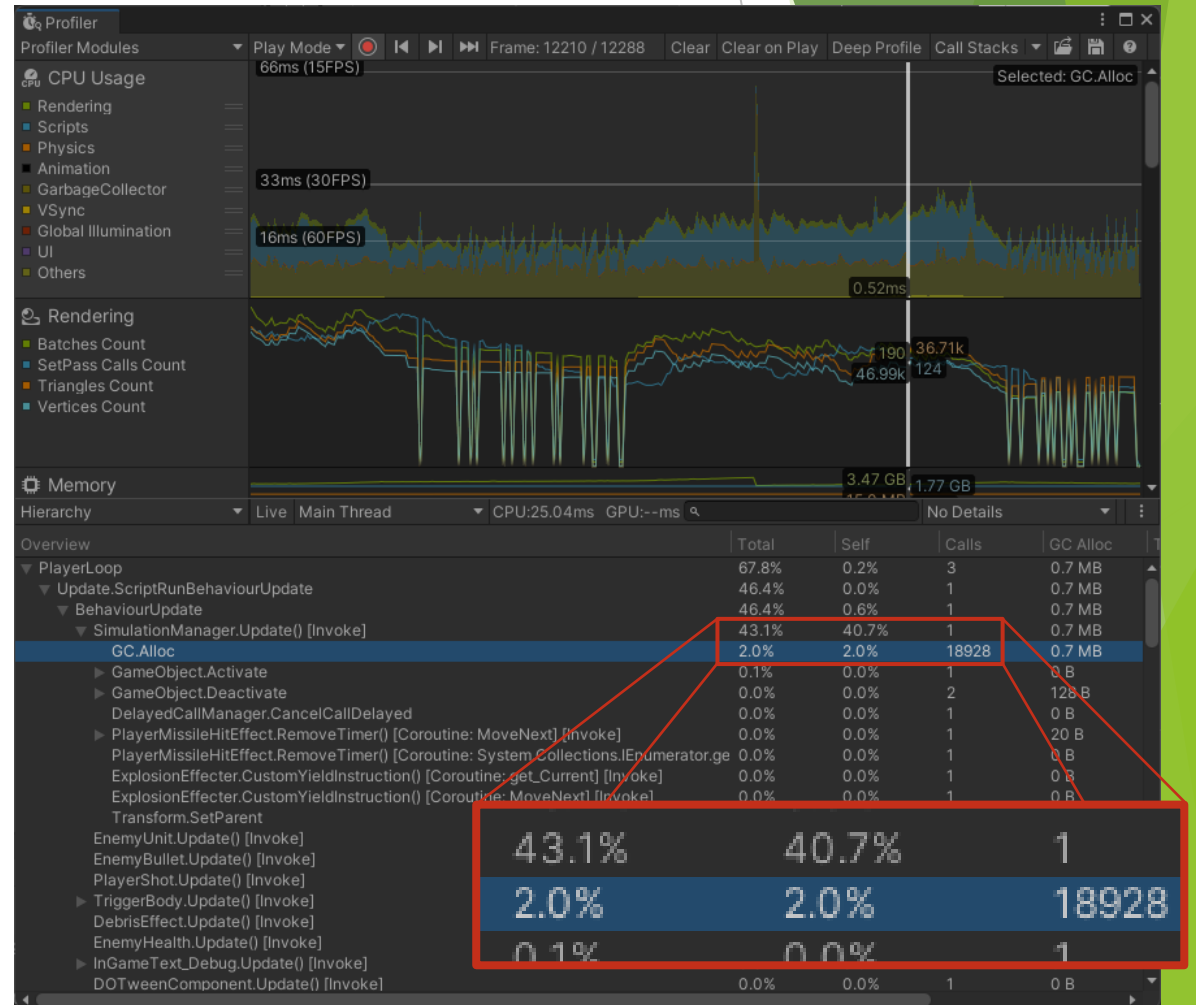 Profiler
Profiler Modules Play Mode Frame: 12210 / 12288 Clear Clear on Play Deep Profile Call Stacks
CPU Usage
Rendering
Scripts
Physics
Animation
GarbageCollector
VSync
Global Illumination
UI
Others
66ms (15FPS)
Selected: GC.Alloc
33ms (30FPS)
16ms (60FPS)
0.52ms
Rendering
Batches Count
SetPass Calls Count
Triangles Count
Vertices Count
190 36.71k
46.99k 124
Memory
3.47 GB 1.77 GB
Hierarchy Live Main Thread CPU:25.04ms GPU:--ms No Details
Overview Total Self Calls GC Alloc T
PlayerLoop 67.8% 0.2% 3 0.7 MB
Update.ScriptRunBehaviourUpdate 46.4% 0.0% 1 0.7 MB
BehaviourUpdate 46.4% 0.6% 1 0.7 MB
SimulationManager.Update() [Invoke] 43.1% 40.7% 1 0.7 MB
GC.Alloc 2.0% 2.0% 18928 0.7 MB
GameObject.Activate 0.1% 0.0% 1 0 B
GameObject.Deactivate 0.0% 0.0% 2 128 B
DelayedCallManager.CancelCallDelayed 0.0% 0.0% 1 0 B
PlayerMissileHitEffect.RemoveTimer() [Coroutine: MoveNext] [Invoke] 0.0% 0.0% 1 20 B
PlayerMissileHitEffect.RemoveTimer() [Coroutine: System.Collections.IEnumerator.ge 0.0% 0.0% 1 0 B
ExplosionEffecter.CustomYieldInstruction() [Coroutine: get_Current] [Invoke] 0.0% 0.0% 1 0 B
ExplosionEffecter.CustomYieldInstruction() [Coroutine: MoveNext] [Invoke] 0.0% 0.0% 1 0 B
Transform.SetParent
EnemyUnit.Update() [Invoke]
EnemyBullet.Update() [Invoke]
PlayerShot.Update() [Invoke]
TriggerBody.Update() [Invoke]
DebrisEffect.Update() [Invoke]
EnemyHealth.Update() [Invoke]
InGameText_Debug.Update() [Invoke]
DOTweenComponent.Update() [Invoke] 0.0% 0.0% 1 0 B
43.1% 40.7% 1
2.0% 2.0% 18928
0.1% 0.0% 1